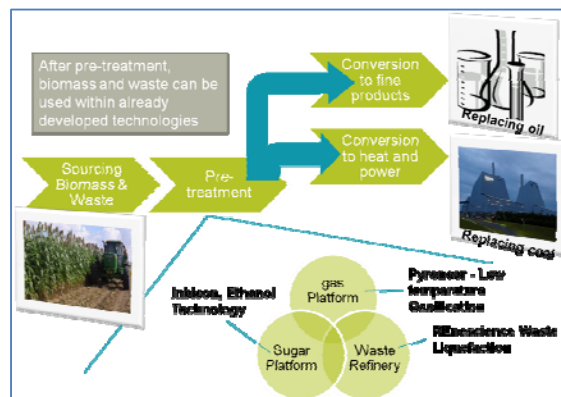 After pre-treatment,
biomass and waste can be
used within already
developed technologies
Conversion
to fine
products
Replacing oil
Sourcing
Biomass &
Waste
Pre-
treatment
Conversion
to heat and
power
Replacing coal
gas
Platform
Pyroneer - Low
temperature
Gasification
Inbicon, Ethanol
Technology
REnescience Waste
Liquefaction
Sugar
Platform
Waste
Refinery